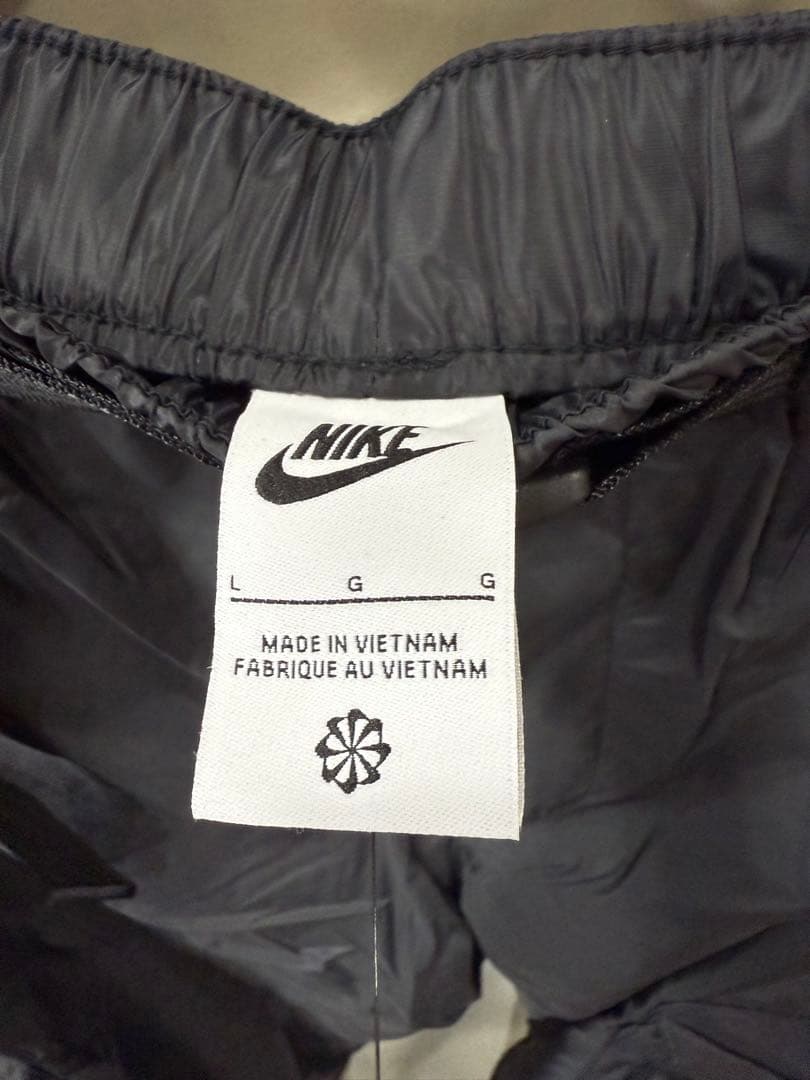 NIKE
L G G
MADE IN VIETNAM
FABRIQUE AU VIETNAM